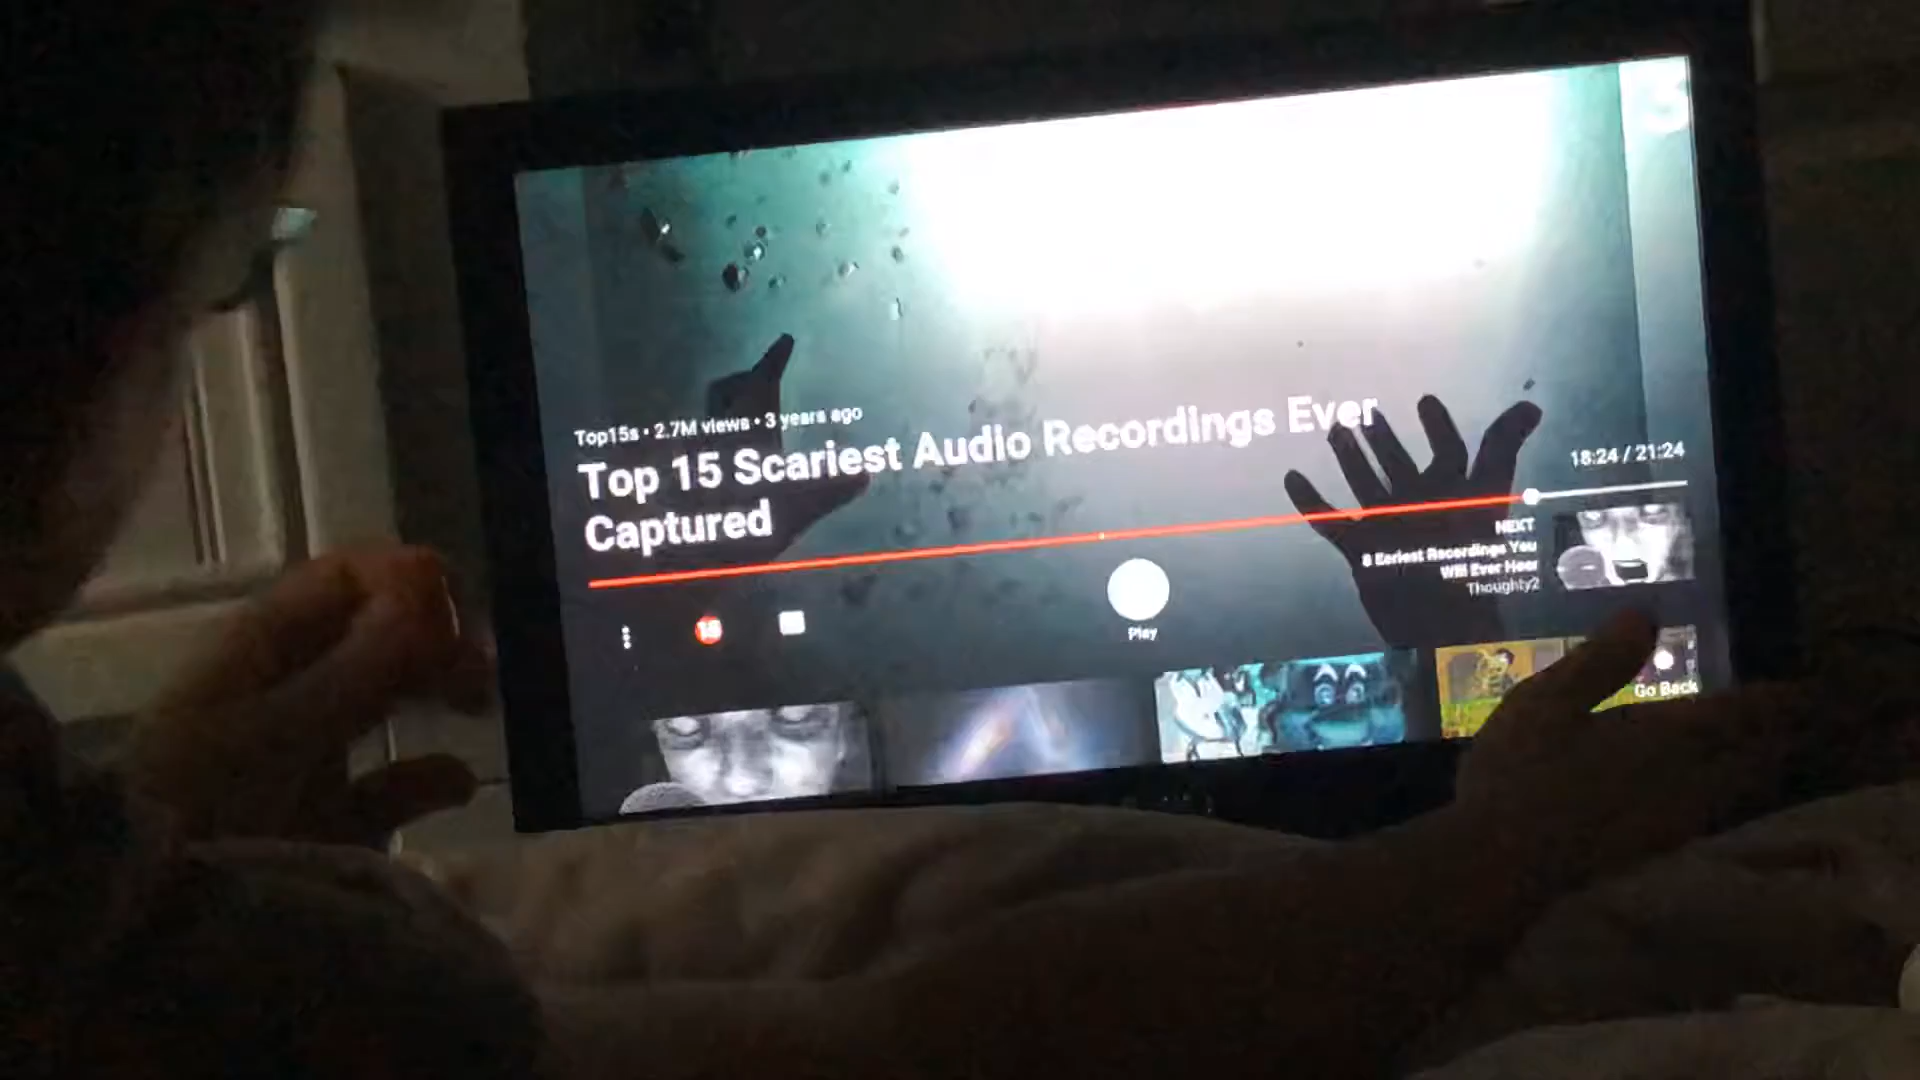 Top15s • 2.7M views • 3 years ago
Top 15 Scariest Audio Recordings Ever
Captured
18:24 / 21:24
NEXT
8 Eeriest Recordings You
Will Ever Hear
Thoughty2
15
Play
Go Back